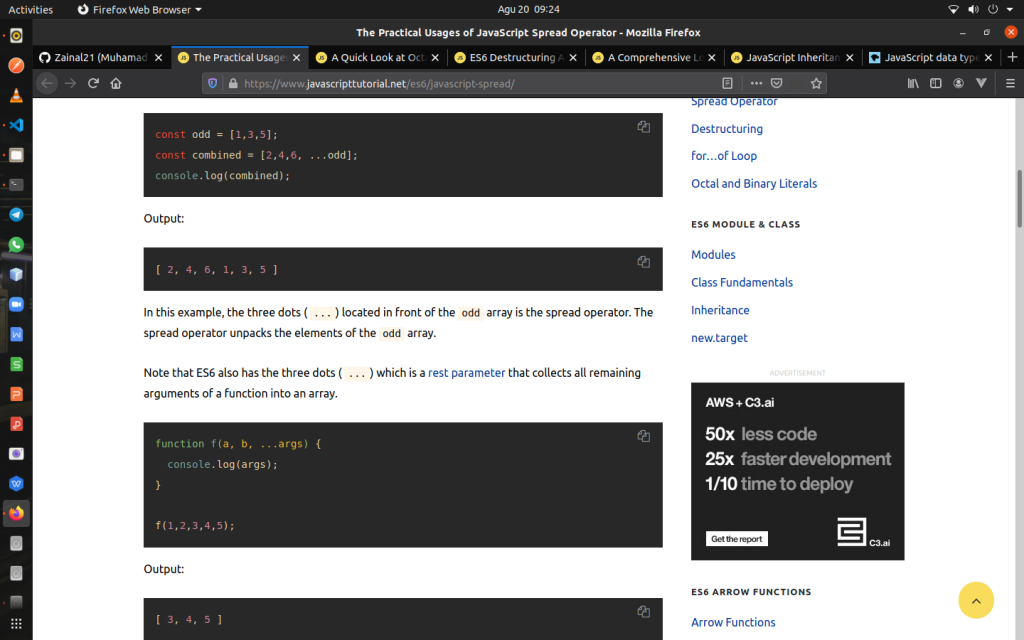 Activities
Firefox Web Browser
Agu 20 09:24
The Practical Usages of JavaScript Spread Operator - Mozilla Firefox
Zainal21 (Muhamad
The Practical Usage
A Quick Look at Oct
ES6 Destructuring A
A Comprehensive Lo
JavaScript Inheritan
JavaScript data type
https://www.javascripttutorial.net/es6/javascript-spread/
const odd = [1,3,5];
const combined = [2,4,6, ...odd];
console.log(combined);
Output:
[ 2, 4, 6, 1, 3, 5 ]
In this example, the three dots ( ... ) located in front of the odd array is the spread operator. The
spread operator unpacks the elements of the odd array.
Note that ES6 also has the three dots ( ... ) which is a rest parameter that collects all remaining
arguments of a function into an array.
function f(a, b, ...args) {
console.log(args);
}
f(1,2,3,4,5);
Output:
[ 3, 4, 5 ]
Spread Operator
Destructuring
for…of Loop
Octal and Binary Literals
ES6 MODULE & CLASS
Modules
Class Fundamentals
Inheritance
new.target
ADVERTISEMENT
AWS + C3.ai
50x less code
25x faster development
1/10 time to deploy
Get the report
C3.ai
ES6 ARROW FUNCTIONS
Arrow Functions